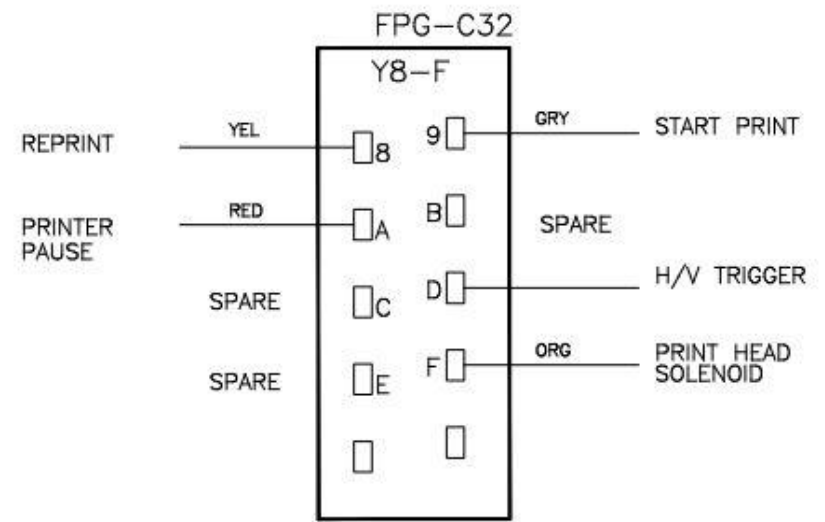 FPG-C32
Y8-F
REPRINT YEL 8 9 GRY START PRINT
PRINTER
PAUSE RED A B SPARE
SPARE C D H/V TRIGGER
SPARE E F ORG PRINT HEAD
SOLENOID